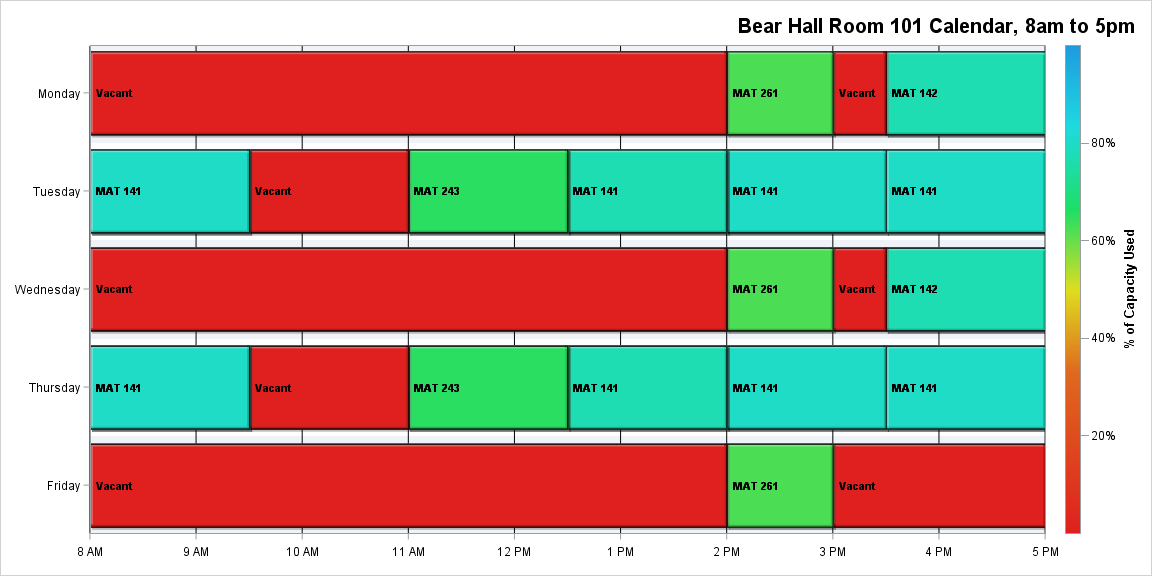 Bear Hall Room 101 Calendar, 8am to 5pm
Monday
Vacant
MAT 261
Vacant
MAT 142
Tuesday
MAT 141
Vacant
MAT 243
MAT 141
MAT 141
MAT 141
Wednesday
Vacant
MAT 261
Vacant
MAT 142
Thursday
MAT 141
Vacant
MAT 243
MAT 141
MAT 141
MAT 141
Friday
Vacant
MAT 261
Vacant
8 AM
9 AM
10 AM
11 AM
12 PM
1 PM
2 PM
3 PM
4 PM
5 PM
80%
60%
40%
20%
% of Capacity Used